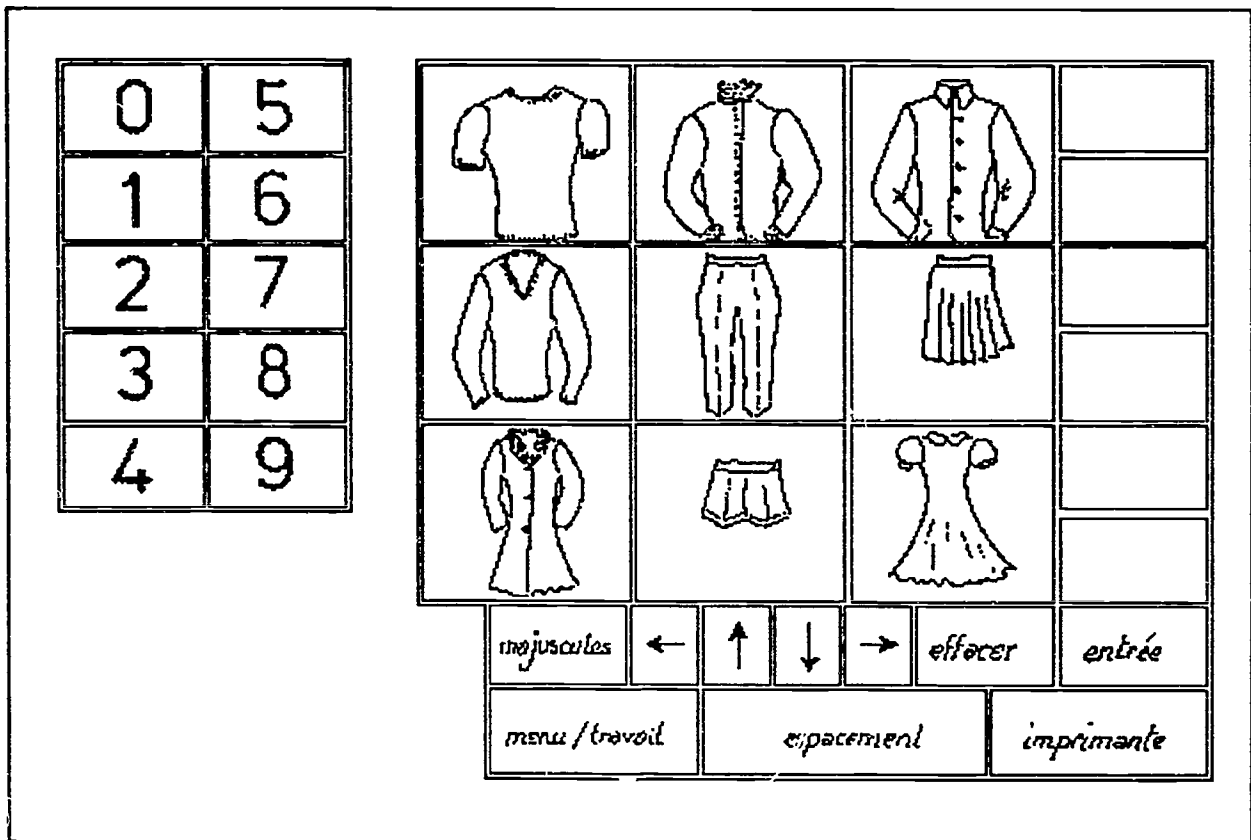 0 5
1 6
2 7
3 8
4 9
majuscules ← ↑ ↓ → effacer entrée
menu / travail espacement imprimante